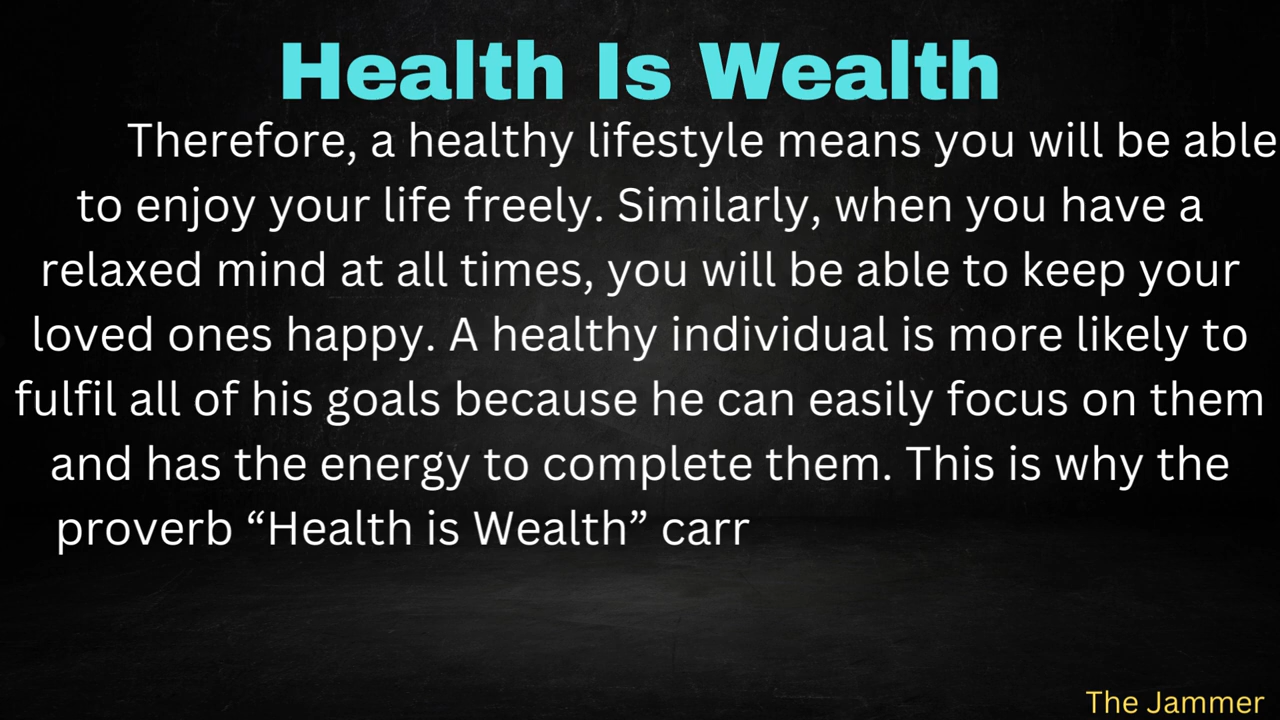 Health Is Wealth
Therefore, a healthy lifestyle means you will be able
to enjoy your life freely. Similarly, when you have a
relaxed mind at all times, you will be able to keep your
loved ones happy. A healthy individual is more likely to
fulfil all of his goals because he can easily focus on them
and has the energy to complete them. This is why the
proverb “Health is Wealth” carr
The Jammer